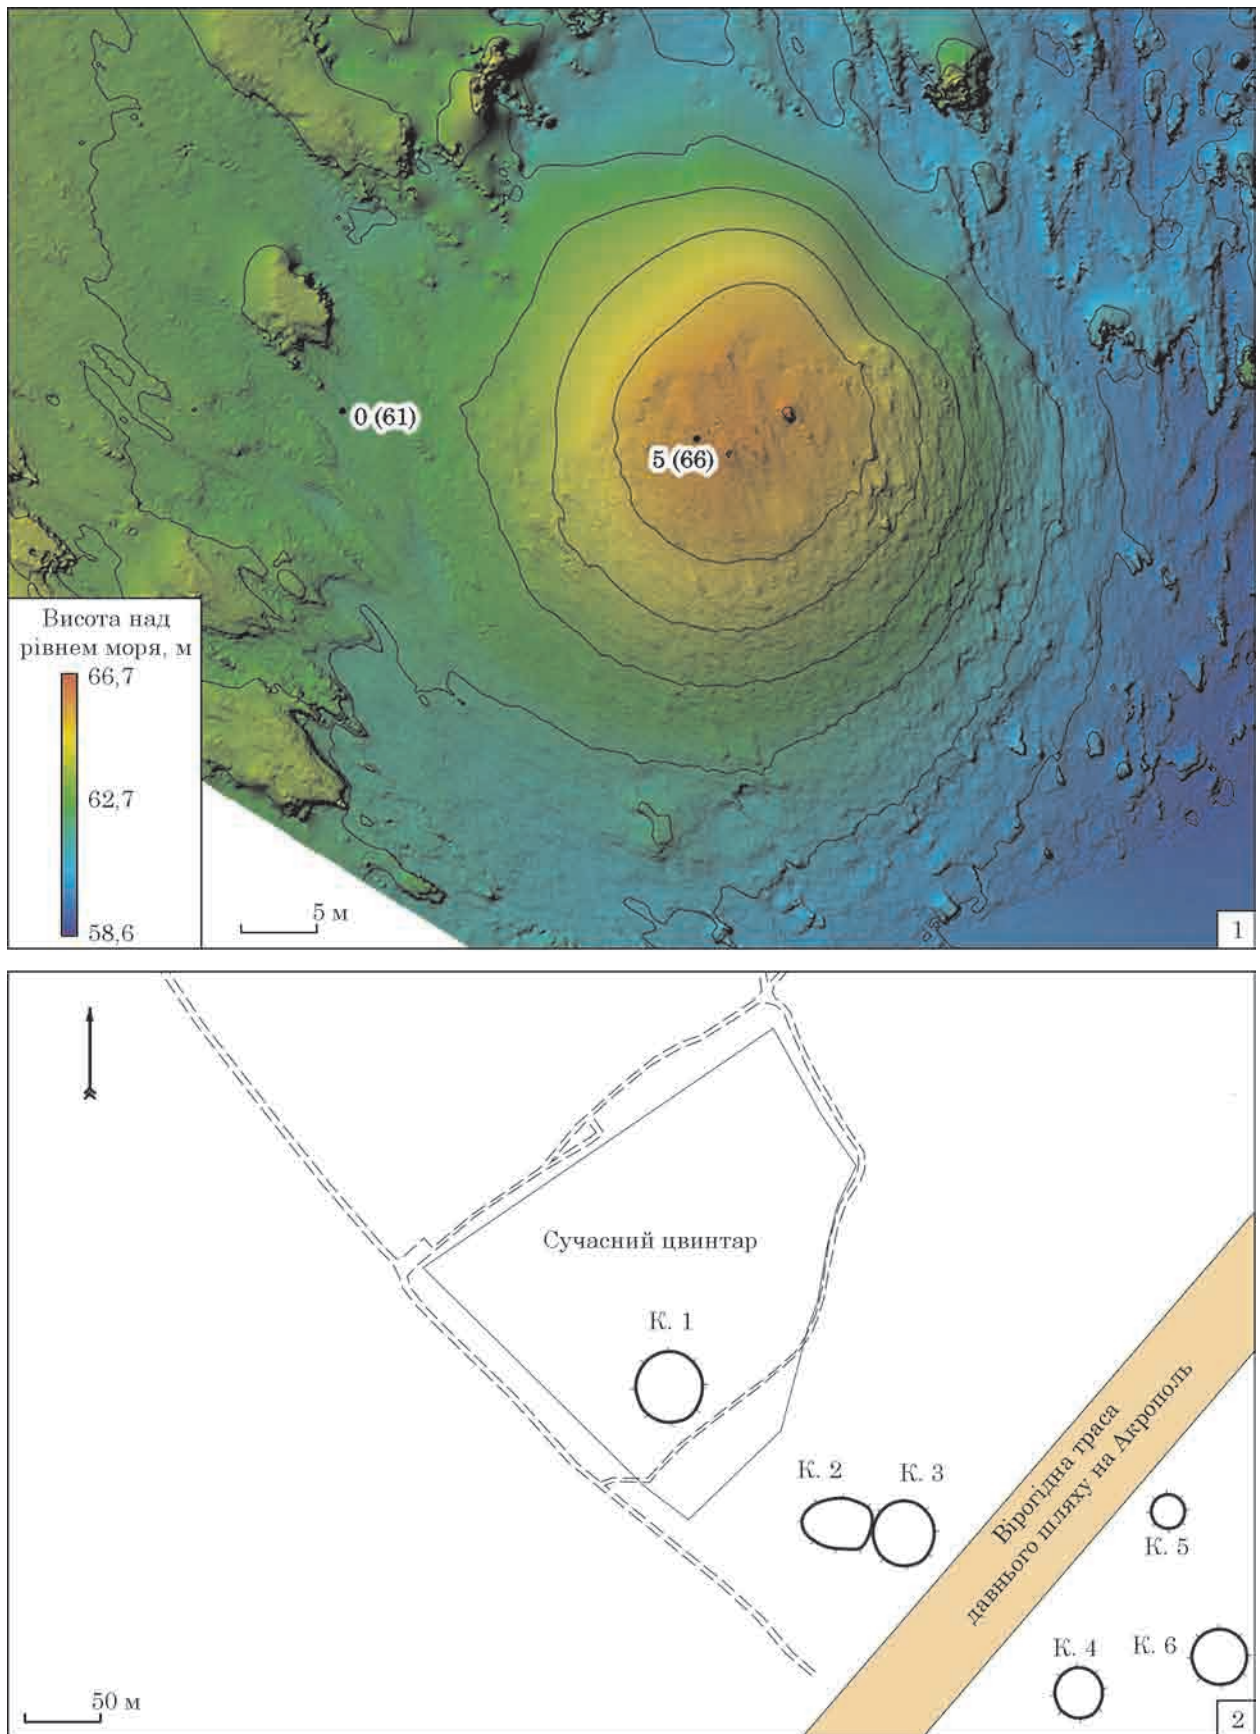 0 (61)
5 (66)
Висота над
рівнем моря, м
66,7
62,7
58,6
5 м
1
Сучасний цвинтар
К. 1
К. 2
К. 3
Вірогідна траса
давнього шляху на Акрополь
К. 5
К. 4
К. 6
50 м
2